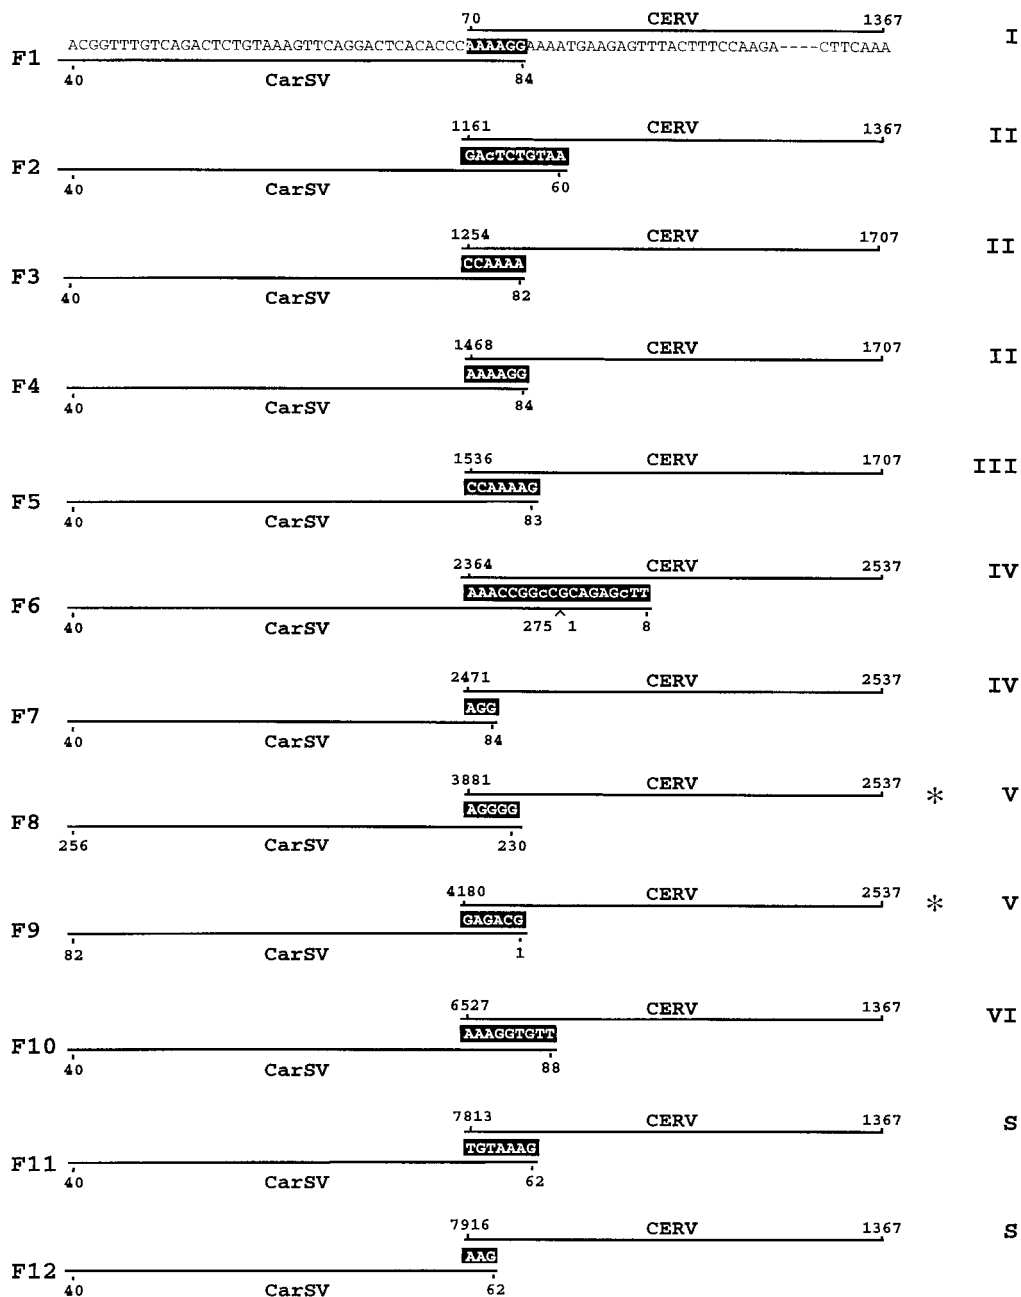 70 CERV 1367
I
ACGGTTTGTCAGACTCTGTAAAGTTCAGGACTCACACCCAAAAGGAAAATGAAGAGTTTACTTTCCAAGA----CTTCAAA
F1
40 CarSV 84
1161 CERV 1367
II
GAcTCTGTAA
F2
40 CarSV 60
1254 CERV 1707
II
CCAAAA
F3
40 CarSV 82
1468 CERV 1707
II
AAAAGG
F4
40 CarSV 84
1536 CERV 1707
III
CCAAAAG
F5
40 CarSV 83
2364 CERV 2537
IV
AAACCGGcCGCAGAGcTT
F6
40 CarSV 275 ^ 1 8
2471 CERV 2537
IV
AGG
F7
40 CarSV 84
3881 CERV 2537
* V
AGGGG
F8
256 CarSV 230
4180 CERV 2537
* V
GAGACG
F9
82 CarSV 1
6527 CERV 1367
VI
AAAGGTGTT
F10
40 CarSV 88
7813 CERV 1367
S
TGTAAAG
F11
40 CarSV 62
7916 CERV 1367
S
AAG
F12
40 CarSV 62